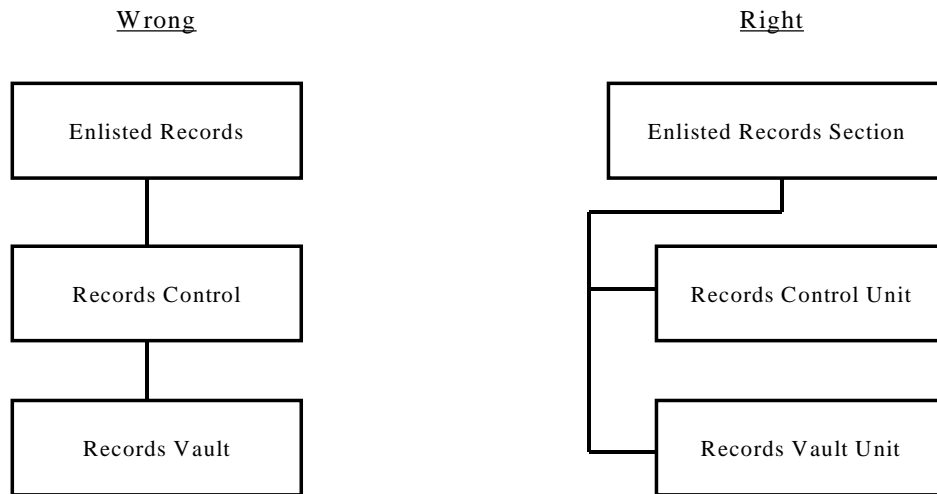 Wrong
Right
Enlisted Records
Enlisted Records Section
Records Control
Records Control Unit
Records Vault
Records Vault Unit